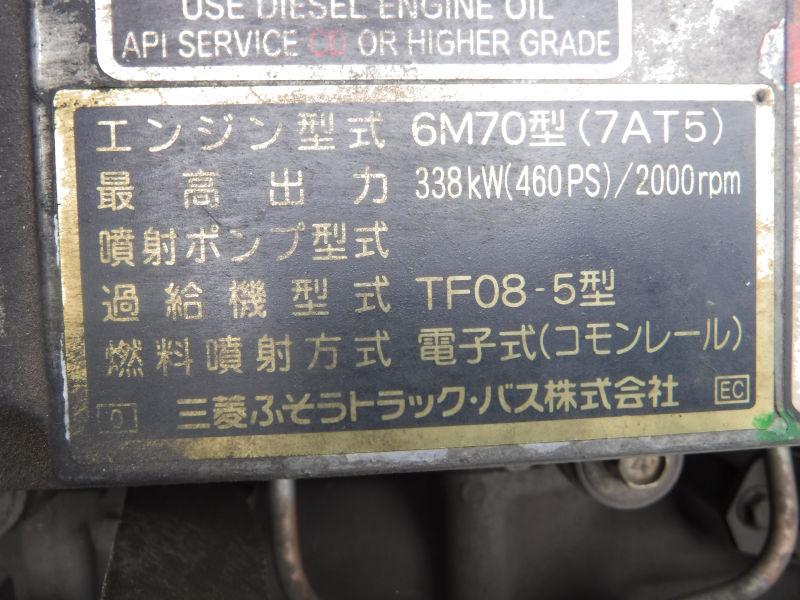 USE DIESEL ENGINE OIL
API SERVICE CD OR HIGHER GRADE
エンジン型式 6M70型(7AT5)
最高出力 338kW(460PS)/2000rpm
噴射ポンプ型式
過給機型式 TF08-5型
燃料噴射方式 電子式(コモンレール)
0 三菱ふそうトラック・バス株式会社 EC